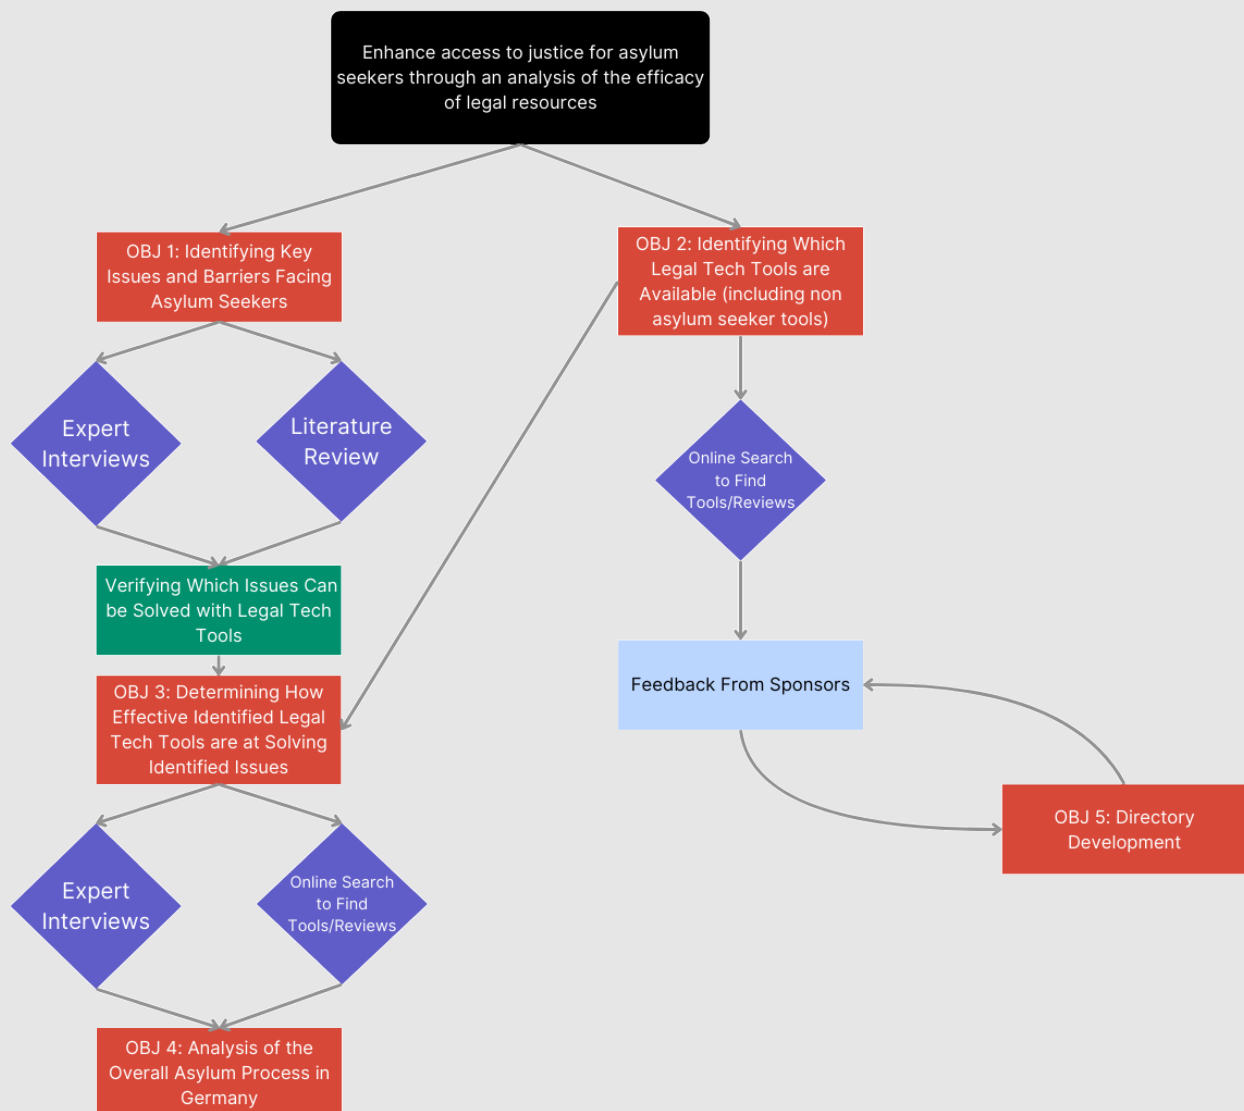 Enhance access to justice for asylum
seekers through an analysis of the efficacy
of legal resources
OBJ 1: Identifying Key
Issues and Barriers Facing
Asylum Seekers
OBJ 2: Identifying Which
Legal Tech Tools are
Available (including non
asylum seeker tools)
Expert
Interviews
Literature
Review
Online Search
to Find
Tools/Reviews
Verifying Which Issues Can
be Solved with Legal Tech
Tools
Feedback From Sponsors
OBJ 3: Determining How
Effective Identified Legal
Tech Tools are at Solving
Identified Issues
OBJ 5: Directory
Development
Expert
Interviews
Online Search
to Find
Tools/Reviews
OBJ 4: Analysis of the
Overall Asylum Process in
Germany